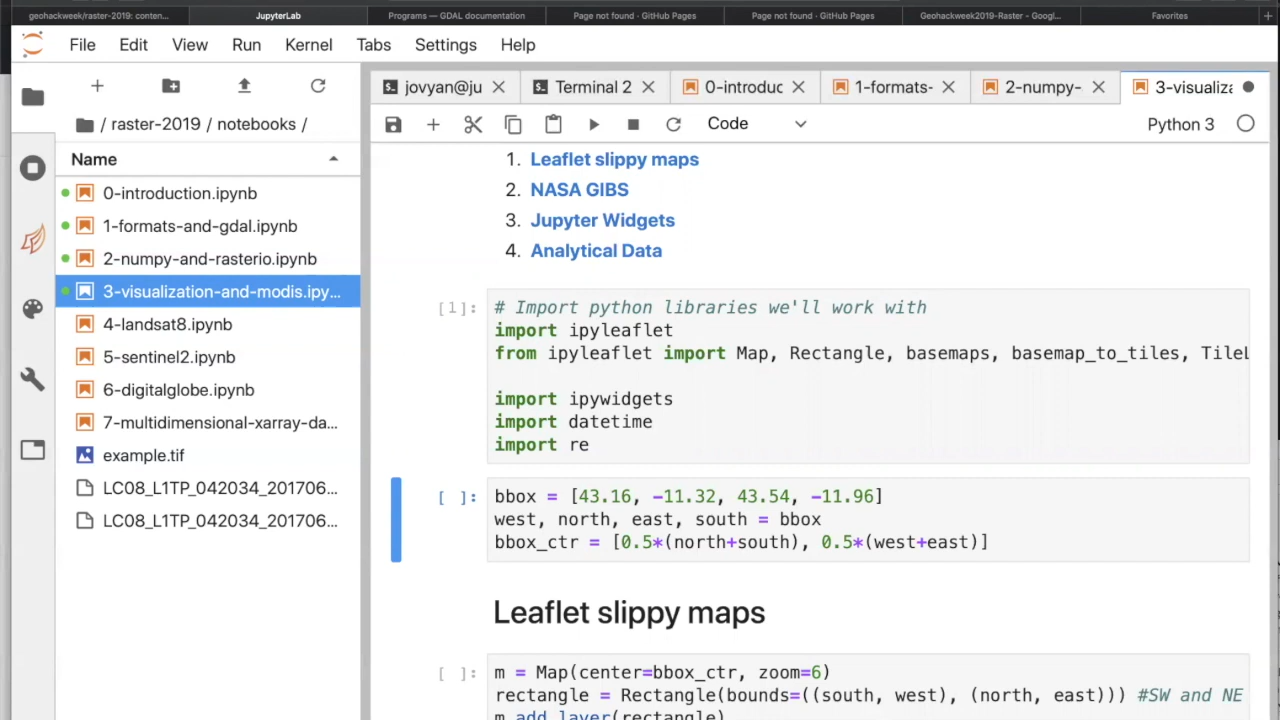 geohackweek/raster-2019: conten...
JupyterLab
Programs — GDAL documentation
Page not found · GitHub Pages
Page not found · GitHub Pages
Geohackweek2019-Raster - Googl...
Favorites
File Edit View Run Kernel Tabs Settings Help
jovyan@ju
Terminal 2
0-introduc
1-formats-
2-numpy-
3-visualiza
/ raster-2019 / notebooks /
Code
Python 3
Name
0-introduction.ipynb
1-formats-and-gdal.ipynb
2-numpy-and-rasterio.ipynb
3-visualization-and-modis.ipy...
4-landsat8.ipynb
5-sentinel2.ipynb
6-digitalglobe.ipynb
7-multidimensional-xarray-da...
example.tif
LC08_L1TP_042034_201706...
LC08_L1TP_042034_201706...
1. Leaflet slippy maps
2. NASA GIBS
3. Jupyter Widgets
4. Analytical Data
[1]: # Import python libraries we'll work with
import ipyleaflet
from ipyleaflet import Map, Rectangle, basemaps, basemap_to_tiles, TileL
import ipywidgets
import datetime
import re
[ ]: bbox = [43.16, -11.32, 43.54, -11.96]
west, north, east, south = bbox
bbox_ctr = [0.5*(north+south), 0.5*(west+east)]
Leaflet slippy maps
[ ]: m = Map(center=bbox_ctr, zoom=6)
rectangle = Rectangle(bounds=((south, west), (north, east))) #SW and NE
m.add_layer(rectangle)